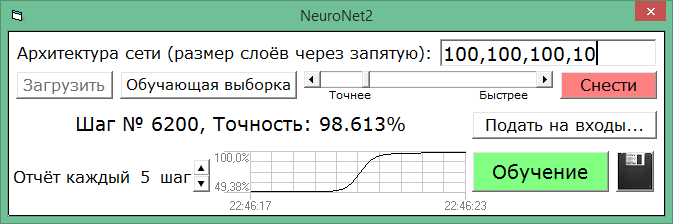 NeuroNet2
Архитектура сети (размер слоёв через запятую): 100,100,100,10
Загрузить Обучающая выборка Точнее Быстрее Снести
Шаг № 6200, Точность: 98.613% Подать на входы...
Отчёт каждый 5 шаг 100,0% 49,38% Обучение
22:46:17 22:46:23